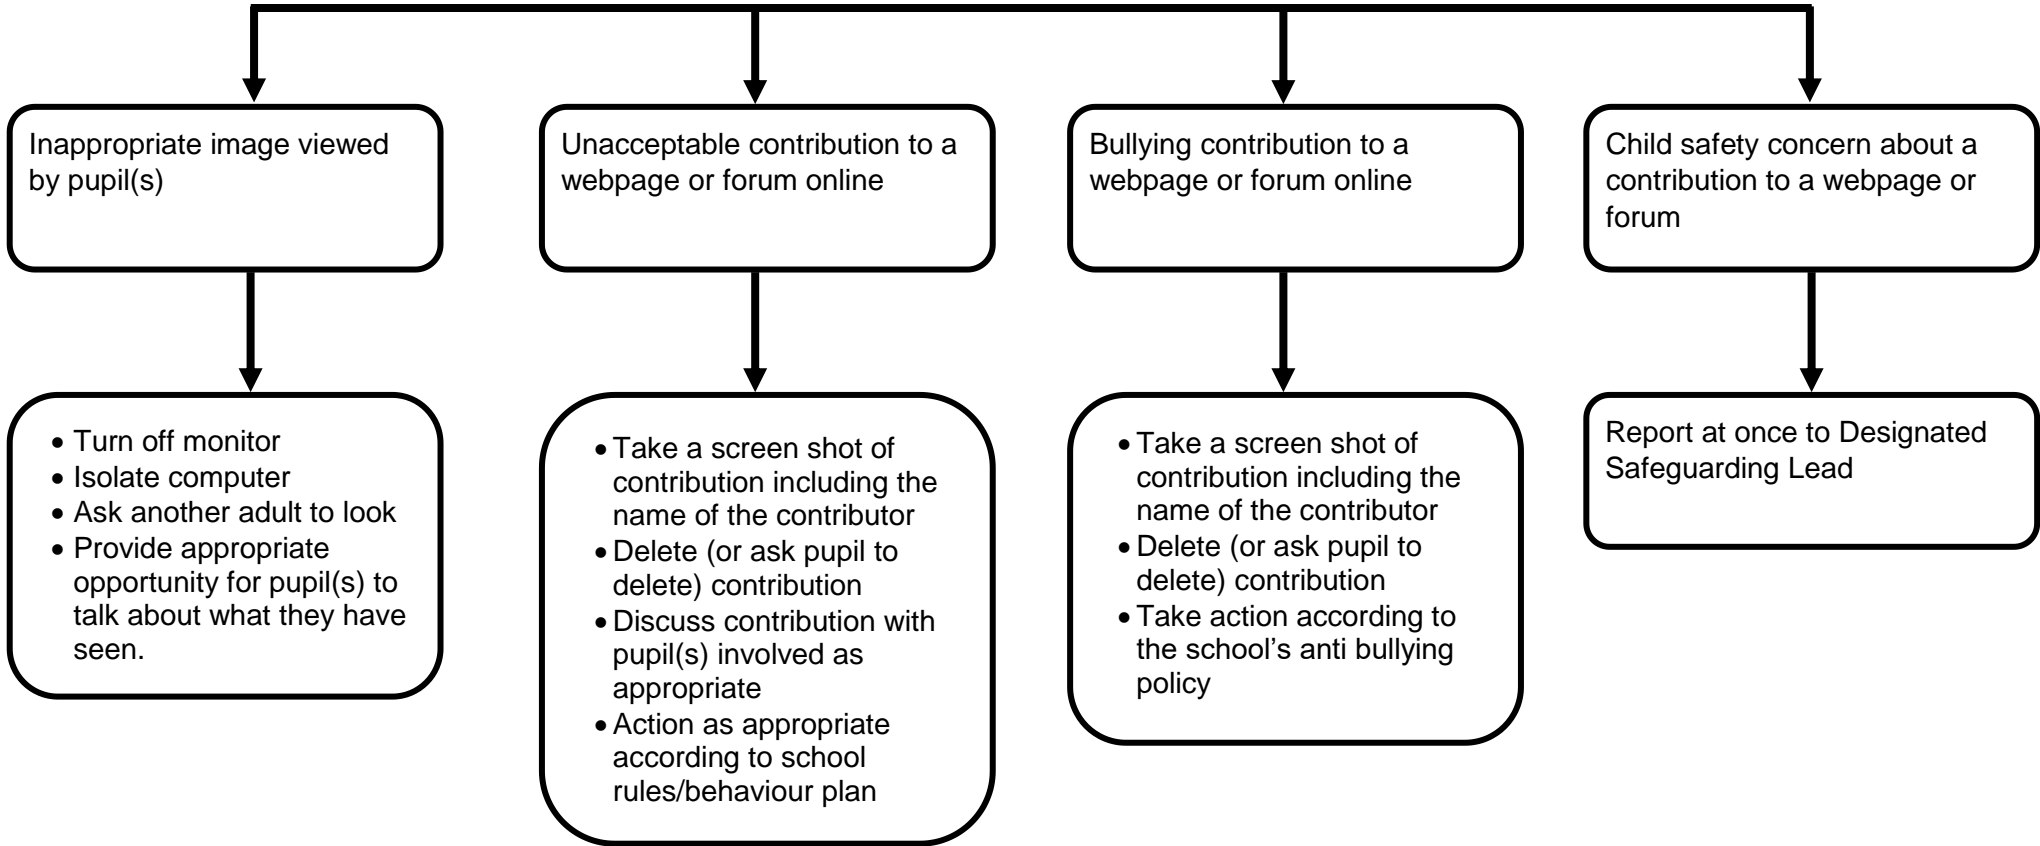 Inappropriate image viewed
by pupil(s)
Unacceptable contribution to a
webpage or forum online
Bullying contribution to a
webpage or forum online
Child safety concern about a
contribution to a webpage or
forum
• Turn off monitor
• Isolate computer
• Ask another adult to look
• Provide appropriate
opportunity for pupil(s) to
talk about what they have
seen.
• Take a screen shot of
contribution including the
name of the contributor
• Delete (or ask pupil to
delete) contribution
• Discuss contribution with
pupil(s) involved as
appropriate
• Action as appropriate
according to school
rules/behaviour plan
• Take a screen shot of
contribution including the
name of the contributor
• Delete (or ask pupil to
delete) contribution
• Take action according to
the school’s anti bullying
policy
Report at once to Designated
Safeguarding Lead